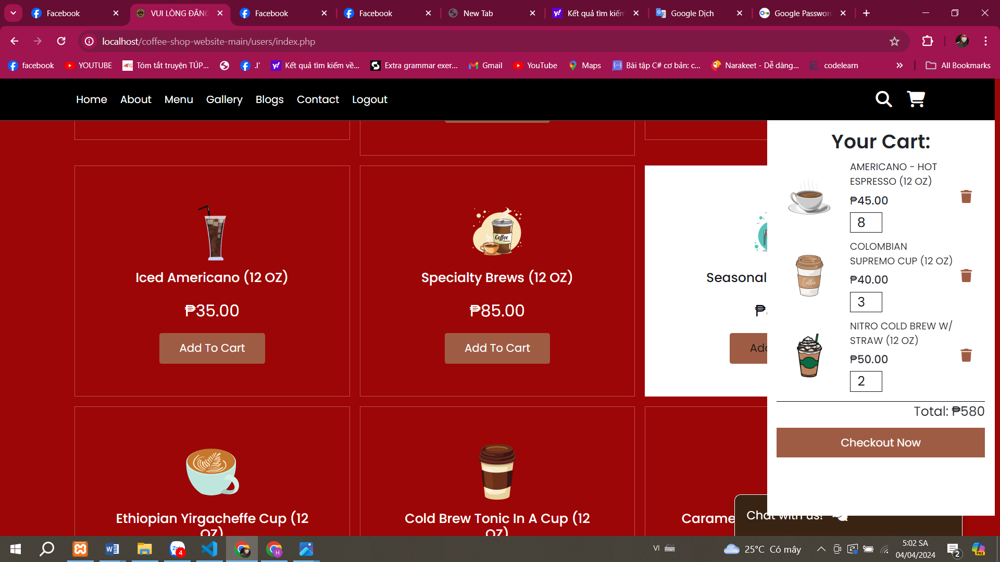 Facebook
VUI LÒNG ĐĂNG
Facebook
Facebook
New Tab
Kết quả tìm kiếm
Google Dịch
Google Password
localhost/coffee-shop-website-main/users/index.php
facebook
YOUTUBE
Tóm tắt truyện TÚP...
.I'
Kết quả tìm kiếm về...
Extra grammar exer...
Gmail
YouTube
Maps
Bài tập C# cơ bản: c...
Narakeet - Dễ dàng...
codelearn
All Bookmarks
Home
About
Menu
Gallery
Blogs
Contact
Logout
Iced Americano (12 OZ)
₱35.00
Add To Cart
Coffee
Specialty Brews (12 OZ)
₱85.00
Add To Cart
Seasonal
₱
Ad
Your Cart:
AMERICANO - HOT
ESPRESSO (12 OZ)
₱45.00
8
Coffee
COLOMBIAN
SUPREMO CUP (12 OZ)
₱40.00
3
NITRO COLD BREW W/
STRAW (12 OZ)
₱50.00
2
Total: ₱580
Checkout Now
Ethiopian Yirgacheffe Cup (12
OZ)
Cold Brew Tonic In A Cup (12
OZ)
Carame
Chat with us!
Zalo
4
H
VI
25°C Có mây
5:02 SA
04/04/2024
2
PRE